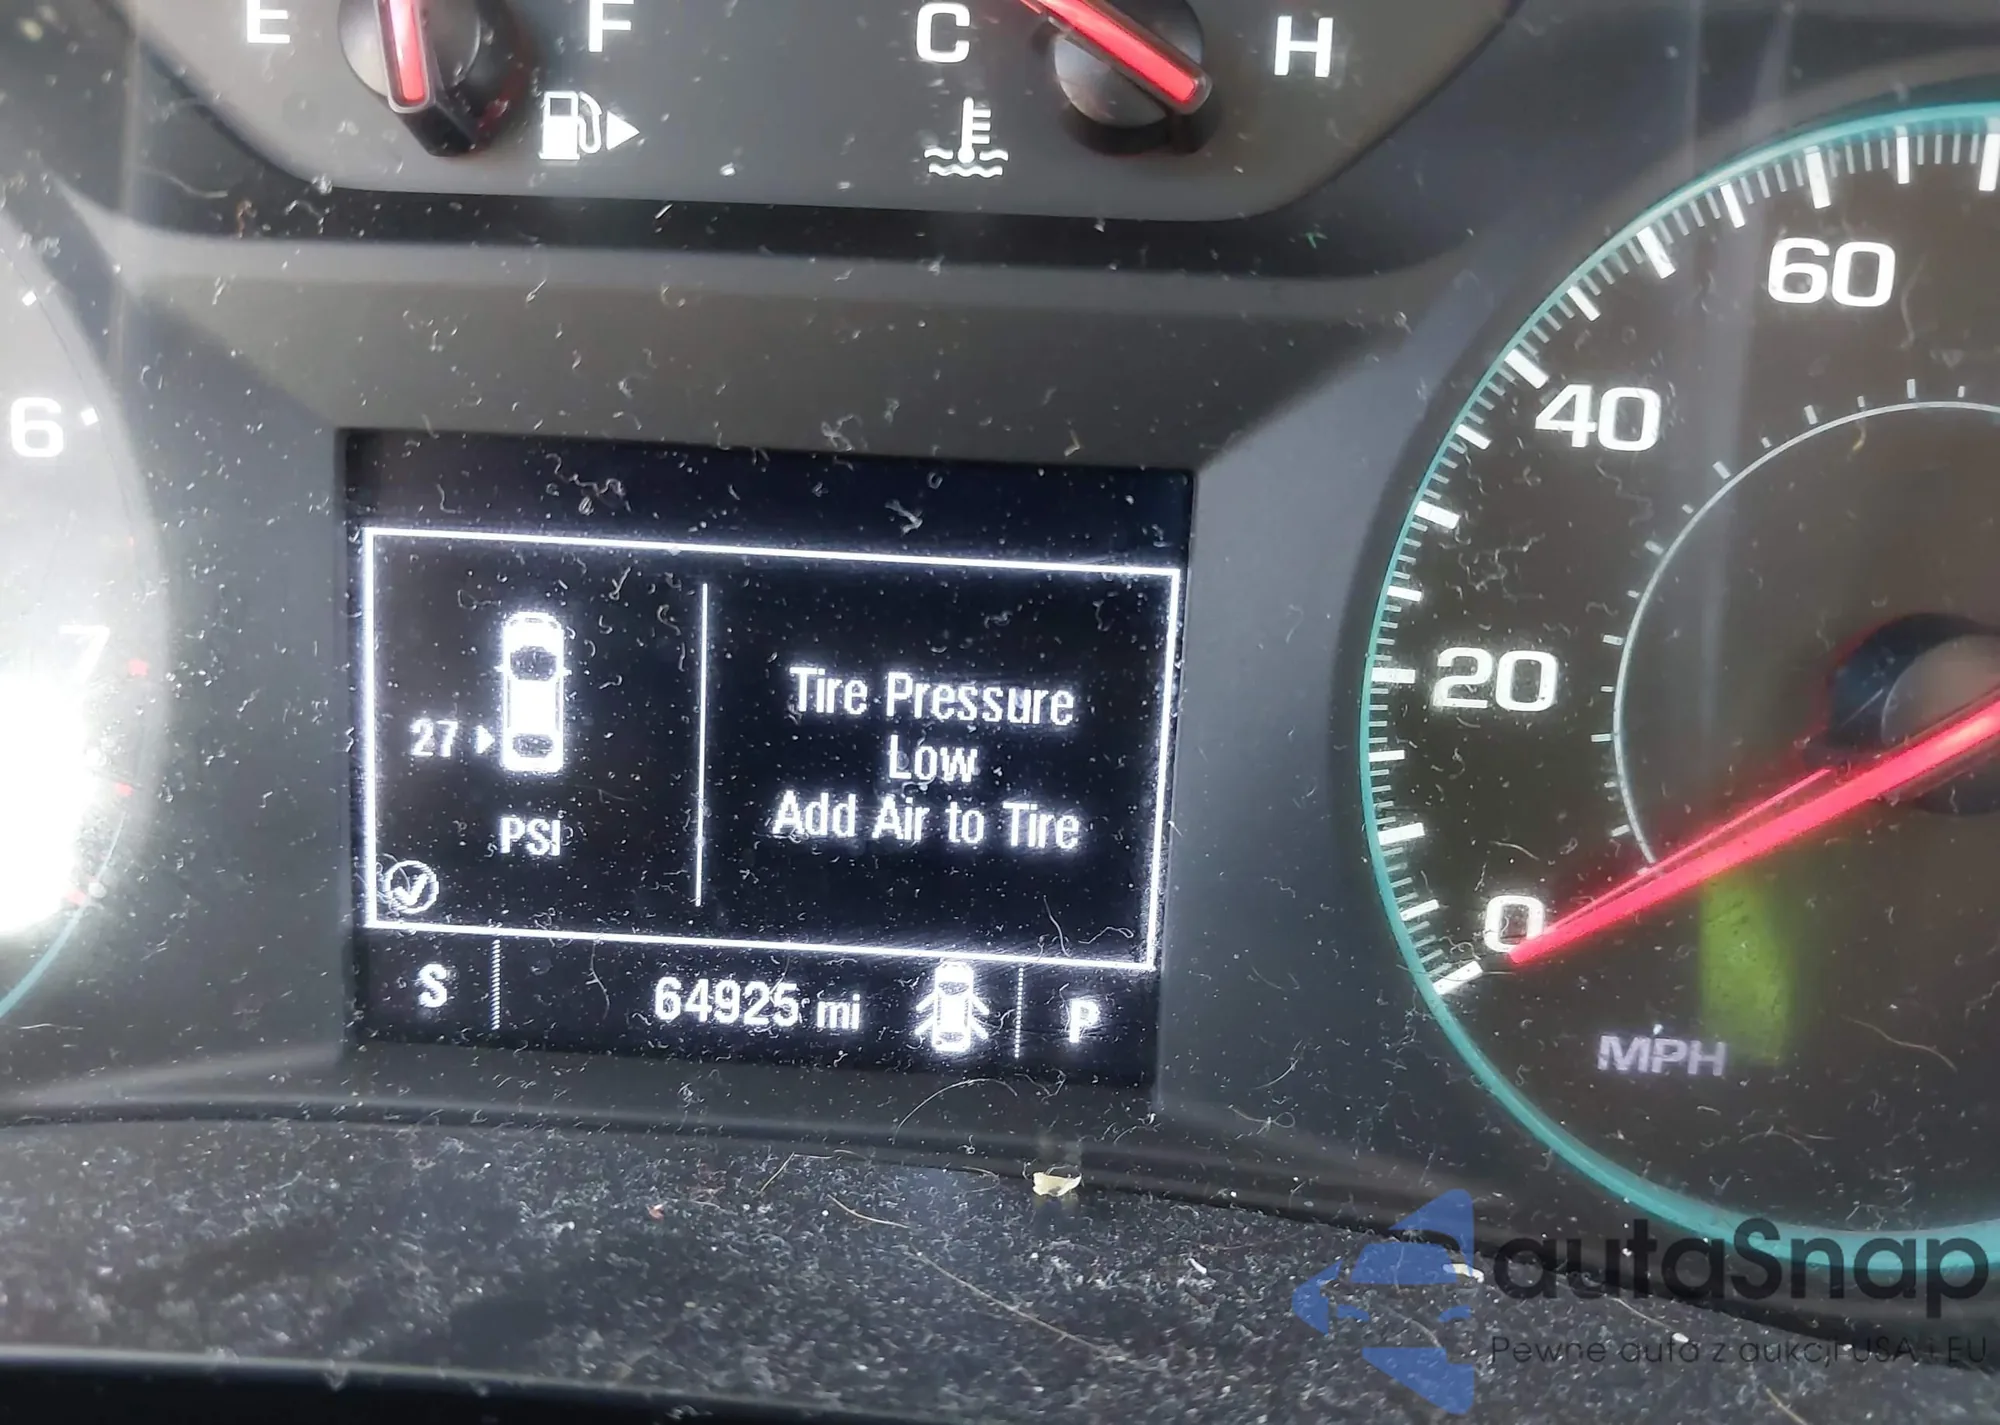 E F C H
60
40
6
20
7
0
MPH
27
PSI
Tire Pressure
Low
Add Air to Tire
S 64925 mi P
autaSnap
Pewne auta z aukcji USA i EU